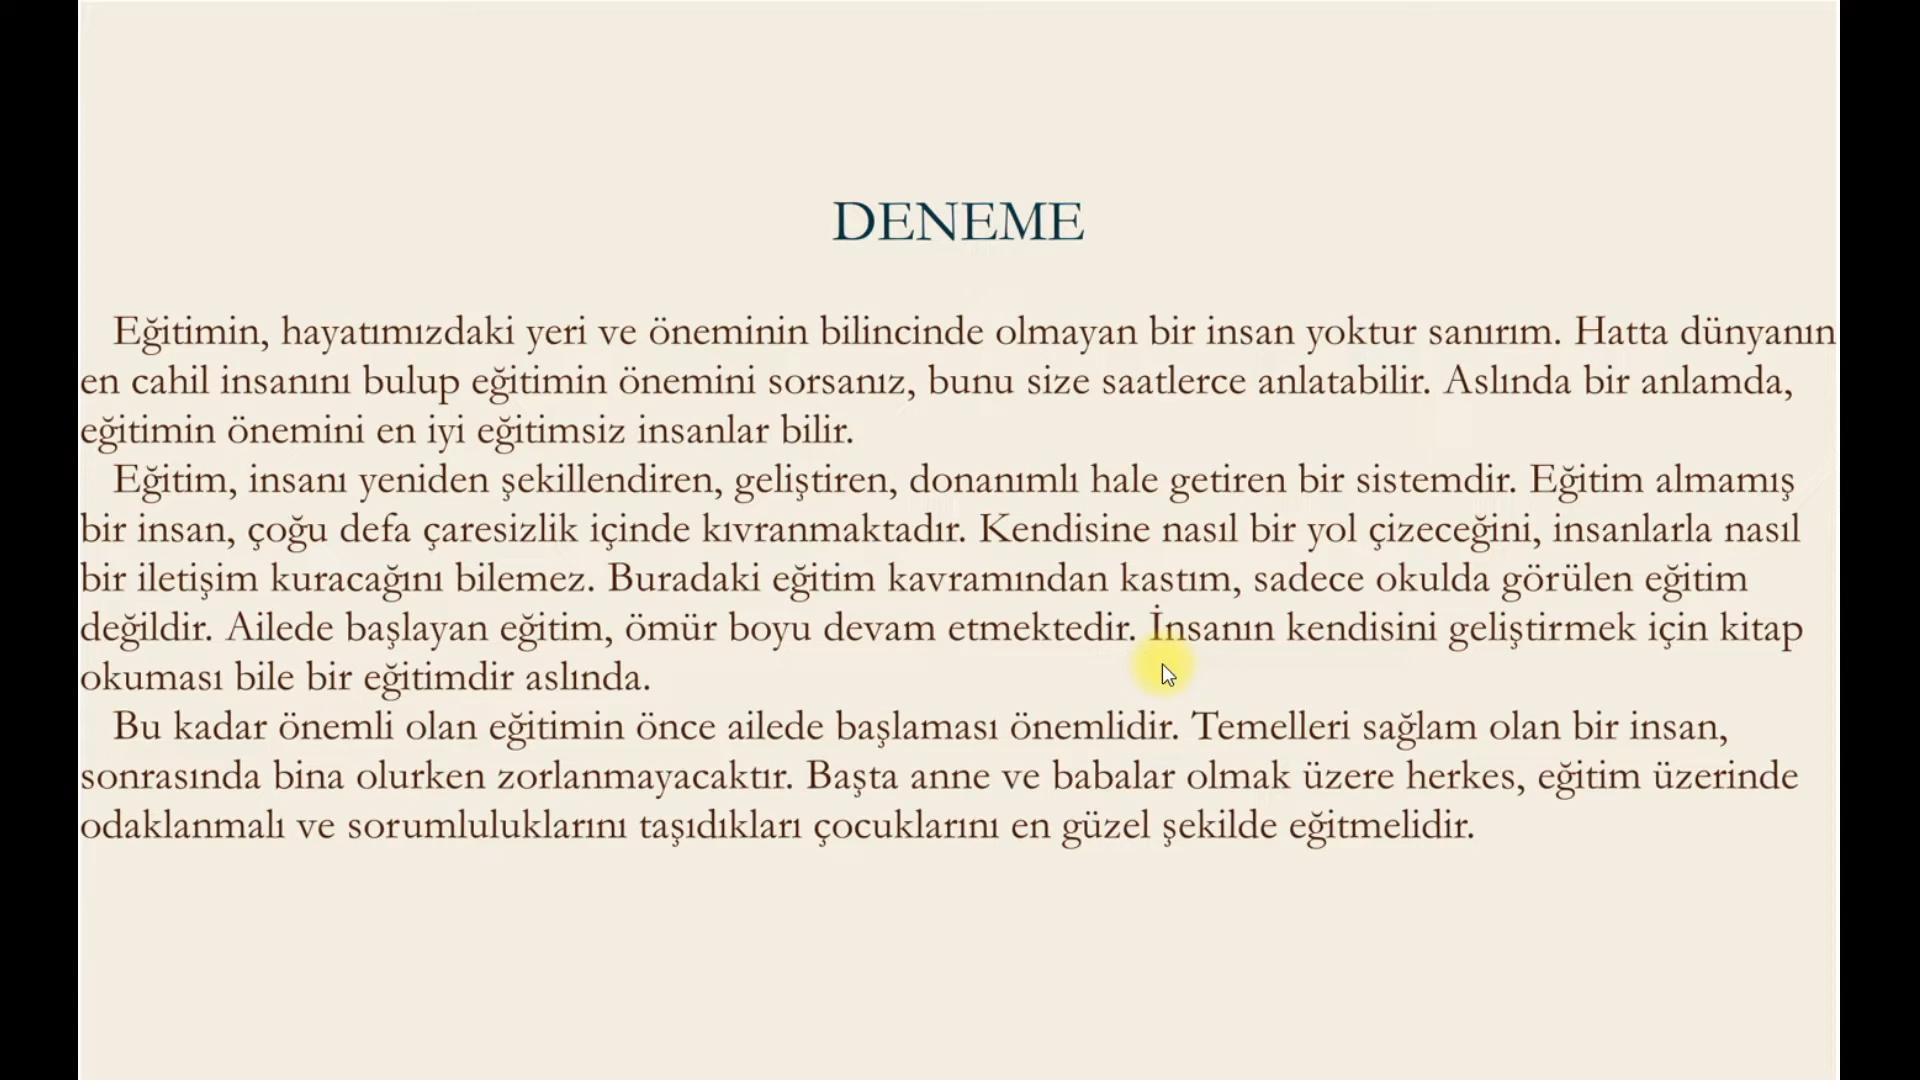 DENEME
Eğitimin, hayatımızdaki yeri ve öneminin bilincinde olmayan bir insan yoktur sanırım. Hatta dünyanın
en cahil insanını bulup eğitimin önemini sorsanız, bunu size saatlerce anlatabilir. Aslında bir anlamda,
eğitimin önemini en iyi eğitimsiz insanlar bilir.
Eğitim, insanı yeniden şekillendiren, geliştiren, donanımlı hale getiren bir sistemdir. Eğitim almamış
bir insan, çoğu defa çaresizlik içinde kıvranmaktadır. Kendisine nasıl bir yol çizeceğini, insanlarla nasıl
bir iletişim kuracağını bilemez. Buradaki eğitim kavramından kastım, sadece okulda görülen eğitim
değildir. Ailede başlayan eğitim, ömür boyu devam etmektedir. İnsanın kendisini geliştirmek için kitap
okuması bile bir eğitimdir aslında.
Bu kadar önemli olan eğitimin önce ailede başlaması önemlidir. Temelleri sağlam olan bir insan,
sonrasında bina olurken zorlanmayacaktır. Başta anne ve babalar olmak üzere herkes, eğitim üzerinde
odaklanmalı ve sorumluluklarını taşıdıkları çocuklarını en güzel şekilde eğitmelidir.